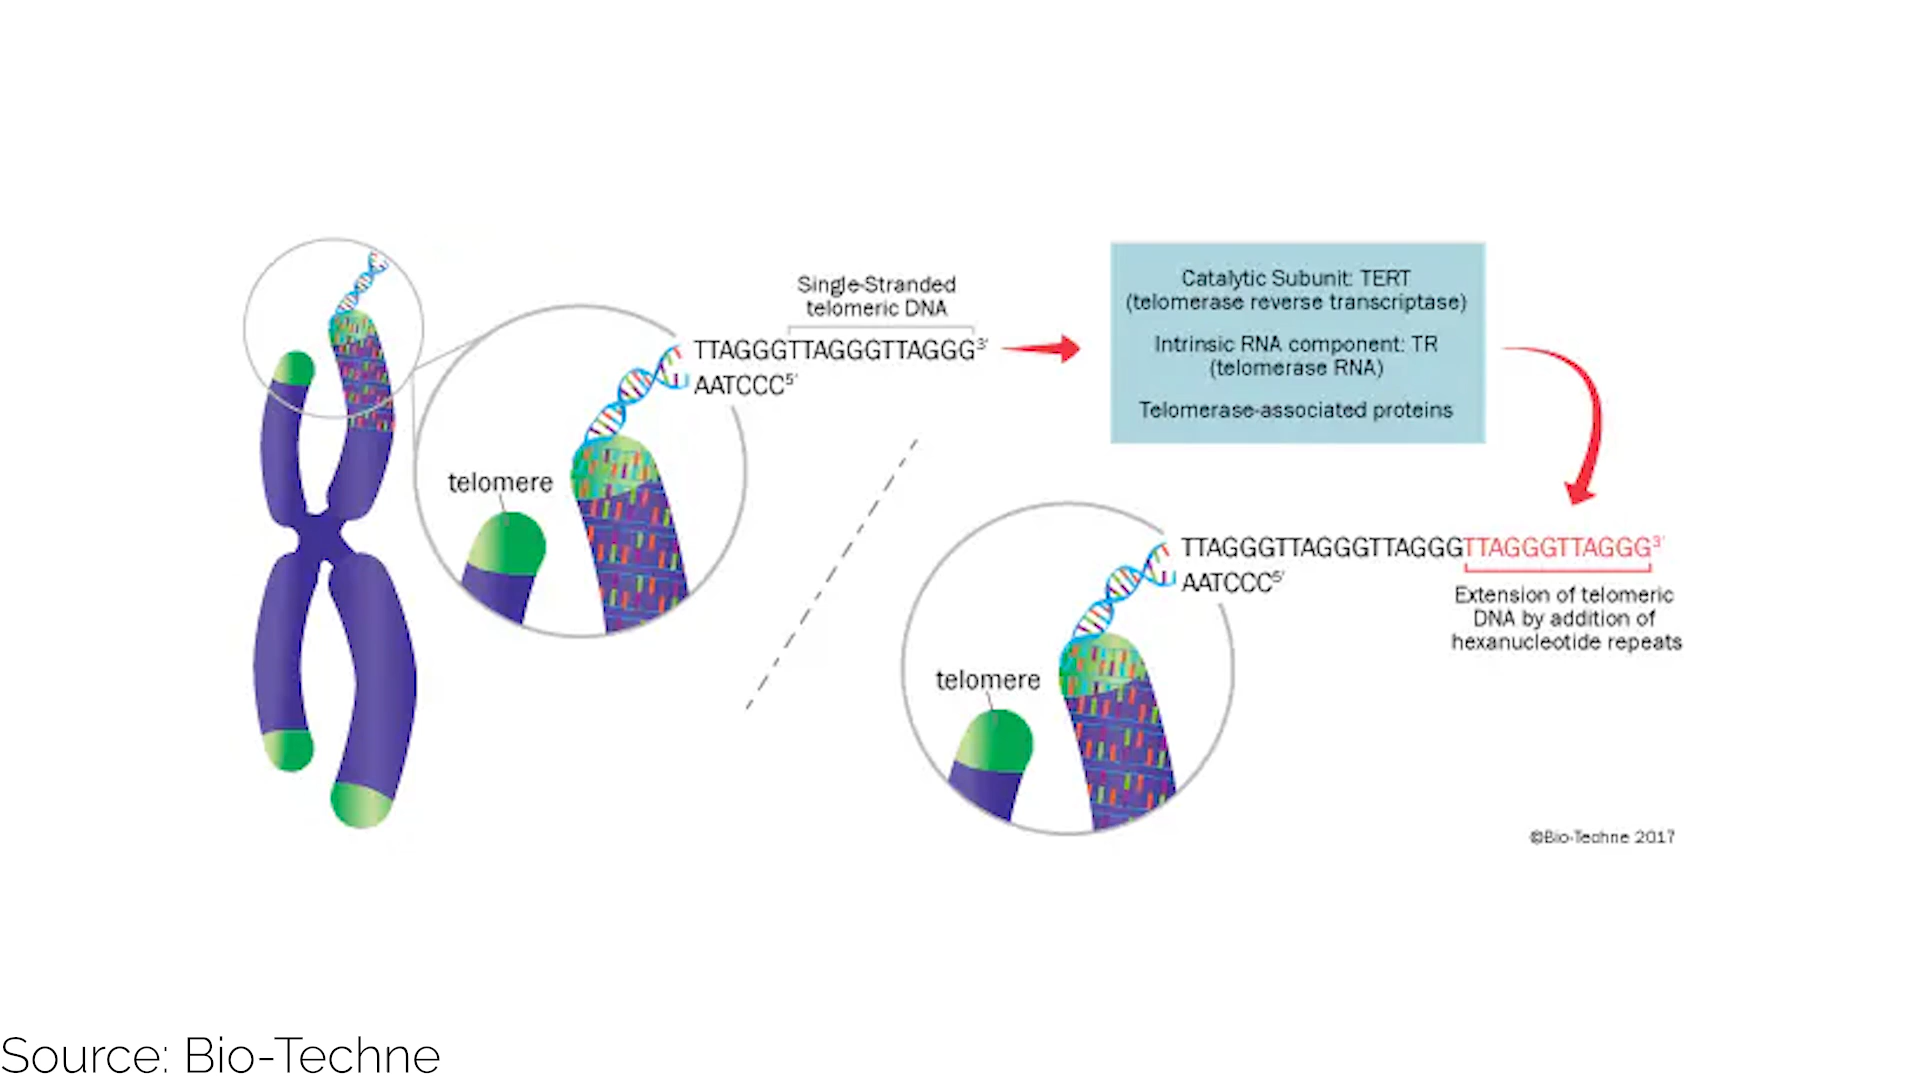 Single-Stranded
telomeric DNA
TTAGGGTTAGGGTTAGGG3'
AATCCC5'
telomere
Catalytic Subunit: TERT
(telomerase reverse transcriptase)
Intrinsic RNA component: TR
(telomerase RNA)
Telomerase-associated proteins
TTAGGGTTAGGGTTAGGGTTAGGGTTAGGG3'
AATCCC5'
Extension of telomeric
DNA by addition of
hexanucleotide repeats
telomere
©Bio-Techne 2017
Source: Bio-Techne